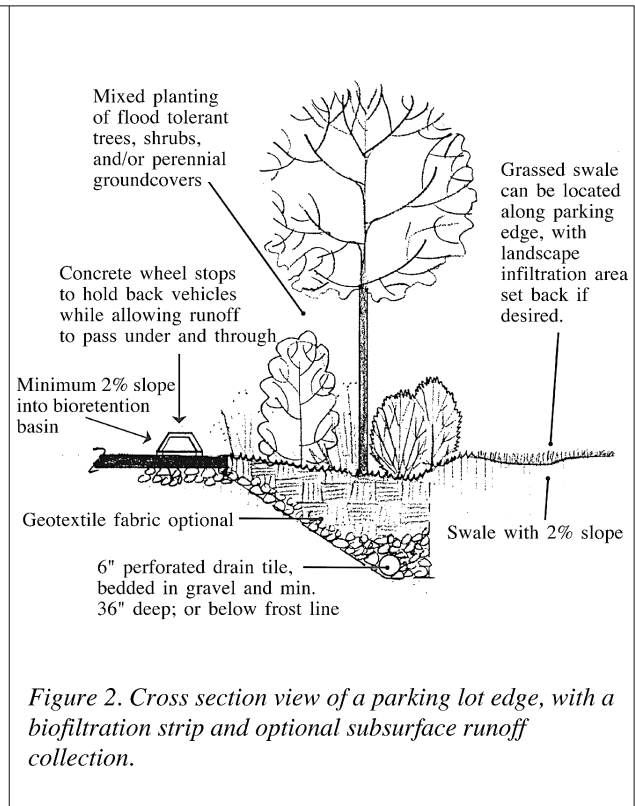 Mixed planting
of flood tolerant
trees, shrubs,
and/or perennial
groundcovers
Grassed swale
can be located
along parking
edge, with
landscape
infiltration area
set back if
desired.
Concrete wheel stops
to hold back vehicles
while allowing runoff
to pass under and through
Minimum 2% slope
into bioretention
basin
Geotextile fabric optional
Swale with 2% slope
6" perforated drain tile,
bedded in gravel and min.
36" deep; or below frost line
Figure 2. Cross section view of a parking lot edge, with a
biofiltration strip and optional subsurface runoff
collection.